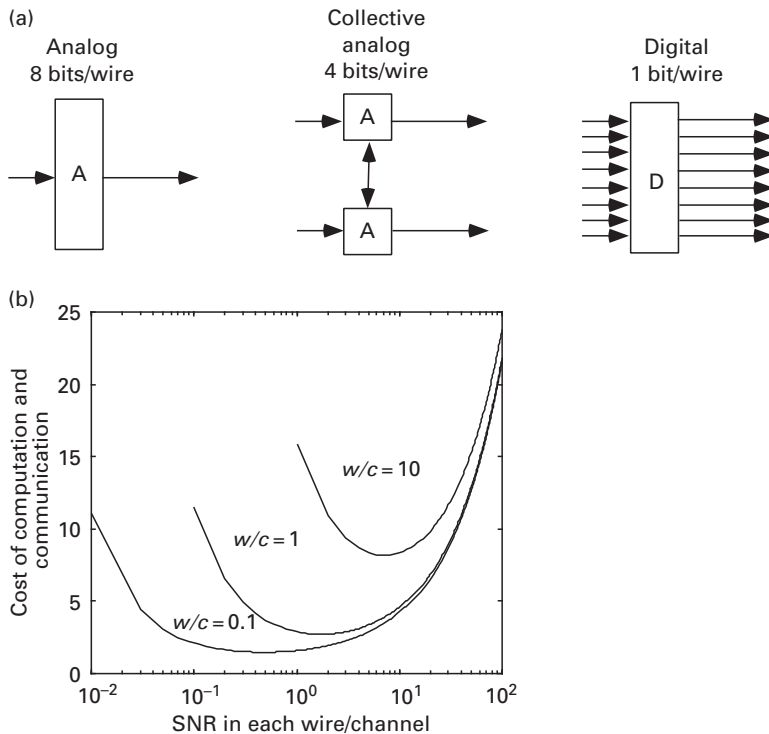 (a)
Analog
8 bits/wire
Collective
analog
4 bits/wire
Digital
1 bit/wire
A
A
A
D
(b)
Cost of computation and
communication
25
20
15
10
5
0
w/c = 10
w/c = 1
w/c = 0.1
10⁻² 10⁻¹ 10⁰ 10¹ 10²
SNR in each wire/channel